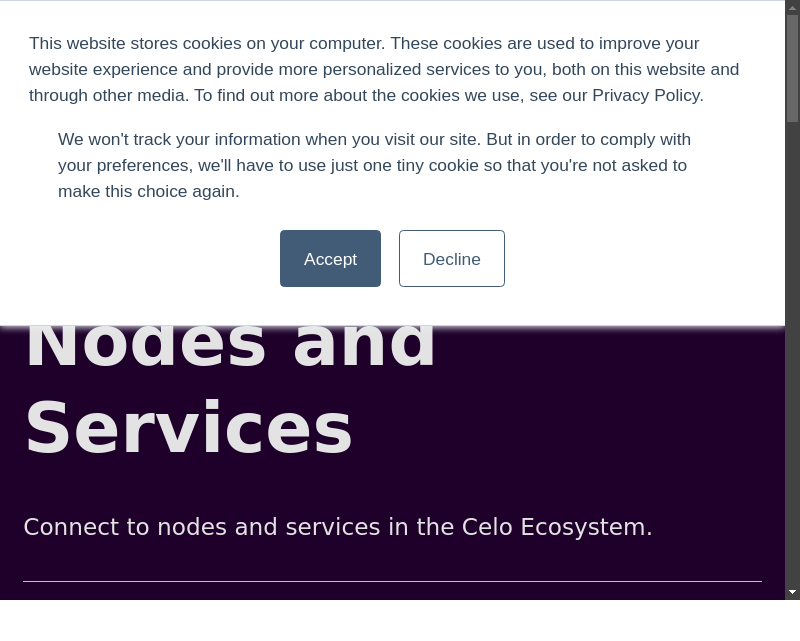 This website stores cookies on your computer. These cookies are used to improve your
website experience and provide more personalized services to you, both on this website and
through other media. To find out more about the cookies we use, see our Privacy Policy.
We won't track your information when you visit our site. But in order to comply with
your preferences, we'll have to use just one tiny cookie so that you're not asked to
make this choice again.
Accept
Decline
Nodes and
Services
Connect to nodes and services in the Celo Ecosystem.